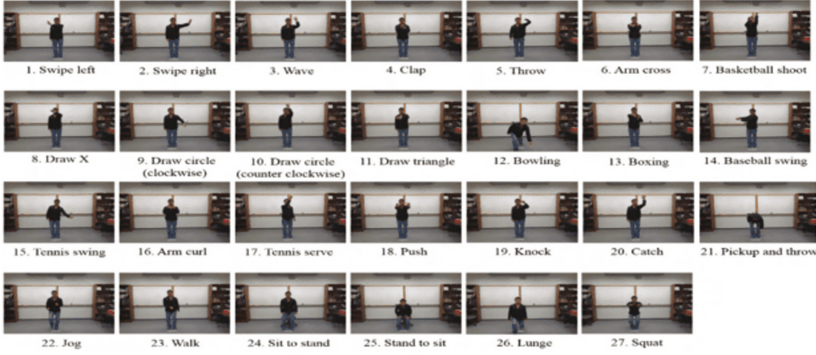 1. Swipe left
2. Swipe right
3. Wave
4. Clap
5. Throw
6. Arm cross
7. Basketball shoot
8. Draw X
9. Draw circle
(clockwise)
10. Draw circle
(counter clockwise)
11. Draw triangle
12. Bowling
13. Boxing
14. Baseball swing
15. Tennis swing
16. Arm curl
17. Tennis serve
18. Push
19. Knock
20. Catch
21. Pickup and throw
22. Jog
23. Walk
24. Sit to stand
25. Stand to sit
26. Lunge
27. Squat